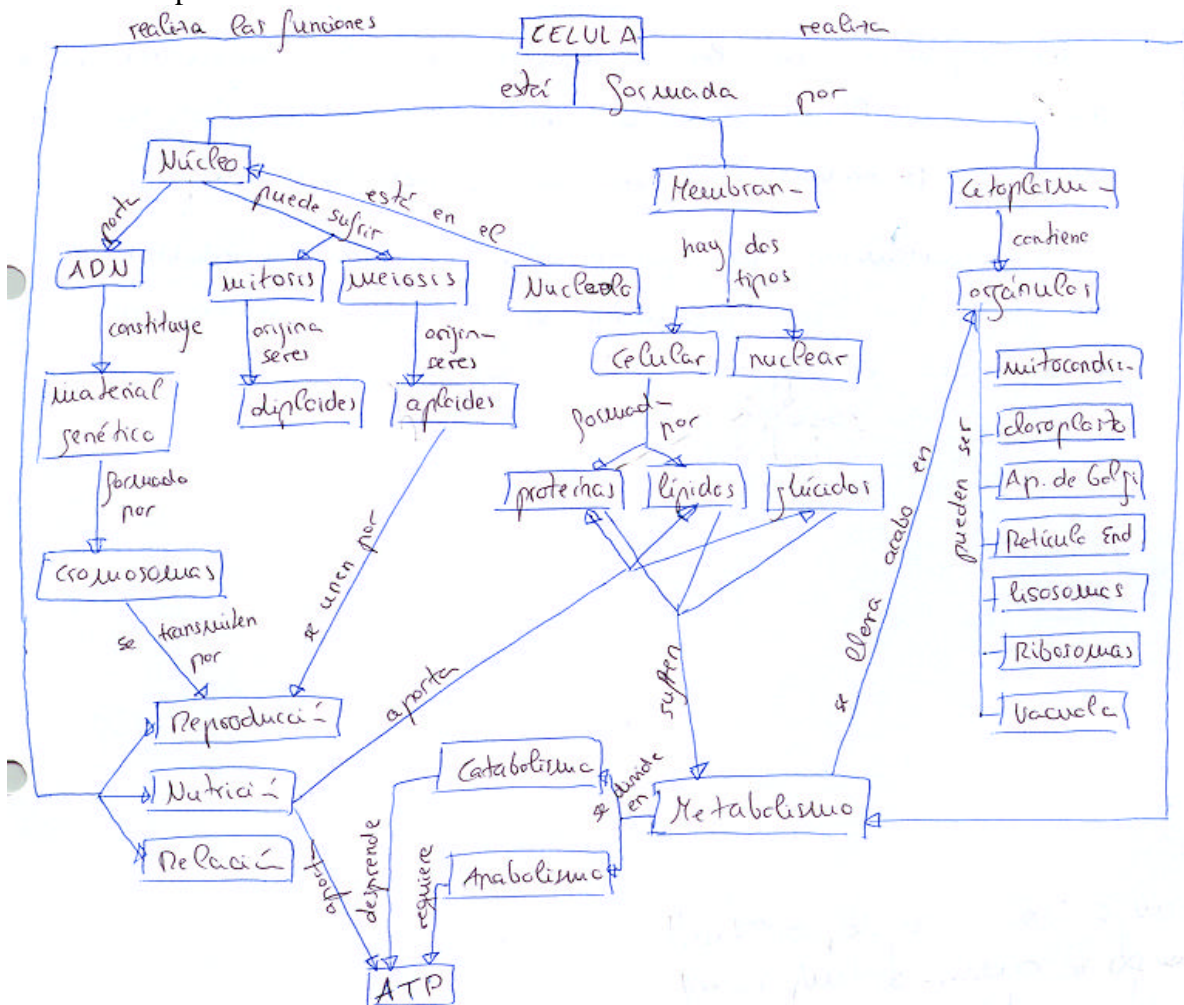 realiza las funciones
CELULA
realiza
está formada por
Núcleo
Membran-
Citoplasm-
porta
puede sufrir
está en el
hay dos
tipos
contiene
ADN
mitosis
meiosis
Nucleolo
orgánulos
constituye
origina
seres
origin-
seres
celular
nuclear
material
genético
diploides
aploides
formad-
por
pueden ser
mitocondri-
cloroplasto
Ap. de Golgi
Retículo End
lisosomas
Ribosomas
Vacuola
formado
por
proteínas
lípidos
glúcidos
cromosomas
se transmiten
por
se unen por
aporta
sufren
se lleva acabo en
Reproducci-
Nutrici-
Relaci-
Catabolismo
Anabolismo
se divide
en
Metabolismo
aport-
desprende
requiere
ATP